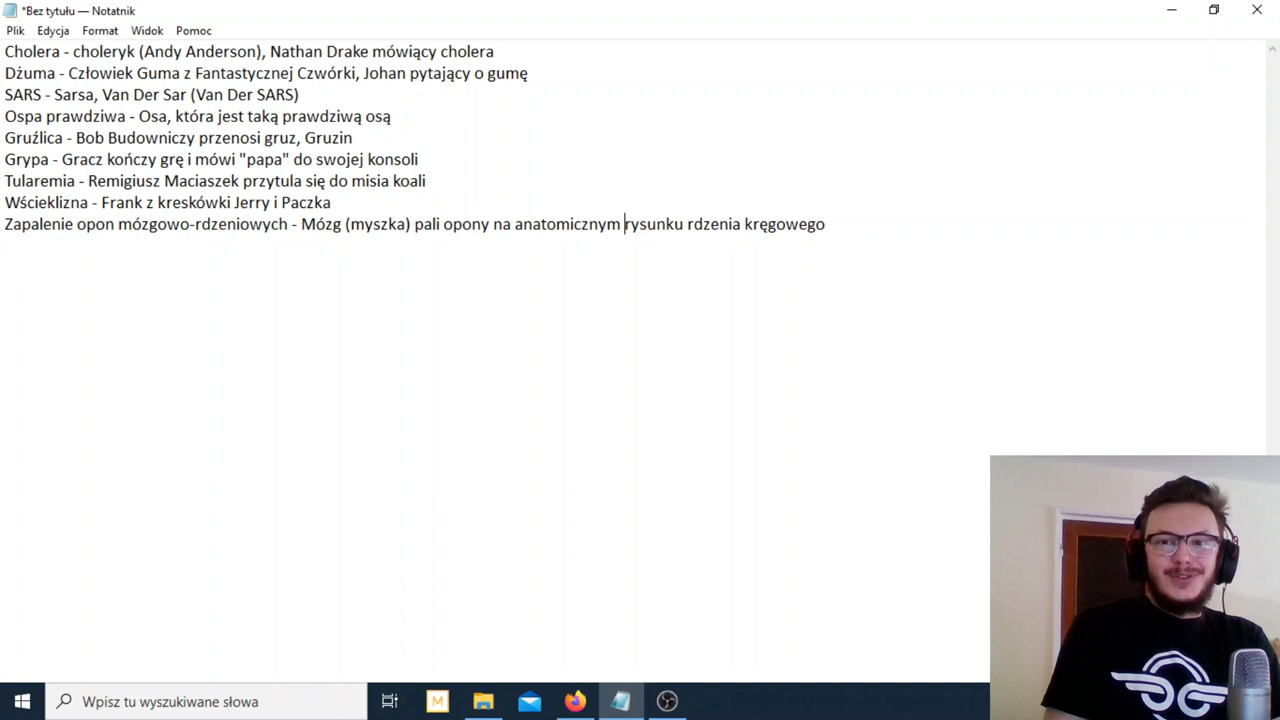 *Bez tytułu — Notatnik
Plik Edycja Format Widok Pomoc
Cholera - choleryk (Andy Anderson), Nathan Drake mówiący cholera
Dżuma - Człowiek Guma z Fantastycznej Czwórki, Johan pytający o gumę
SARS - Sarsa, Van Der Sar (Van Der SARS)
Ospa prawdziwa - Osa, która jest taką prawdziwą osą
Gruźlica - Bob Budowniczy przenosi gruz, Gruzin
Grypa - Gracz kończy grę i mówi "papa" do swojej konsoli
Tularemia - Remigiusz Maciaszek przytula się do misia koali
Wścieklizna - Frank z kreskówki Jerry i Paczka
Zapalenie opon mózgowo-rdzeniowych - Mózg (myszka) pali opony na anatomicznym rysunku rdzenia kręgowego
Wpisz tu wyszukiwane słowa
M